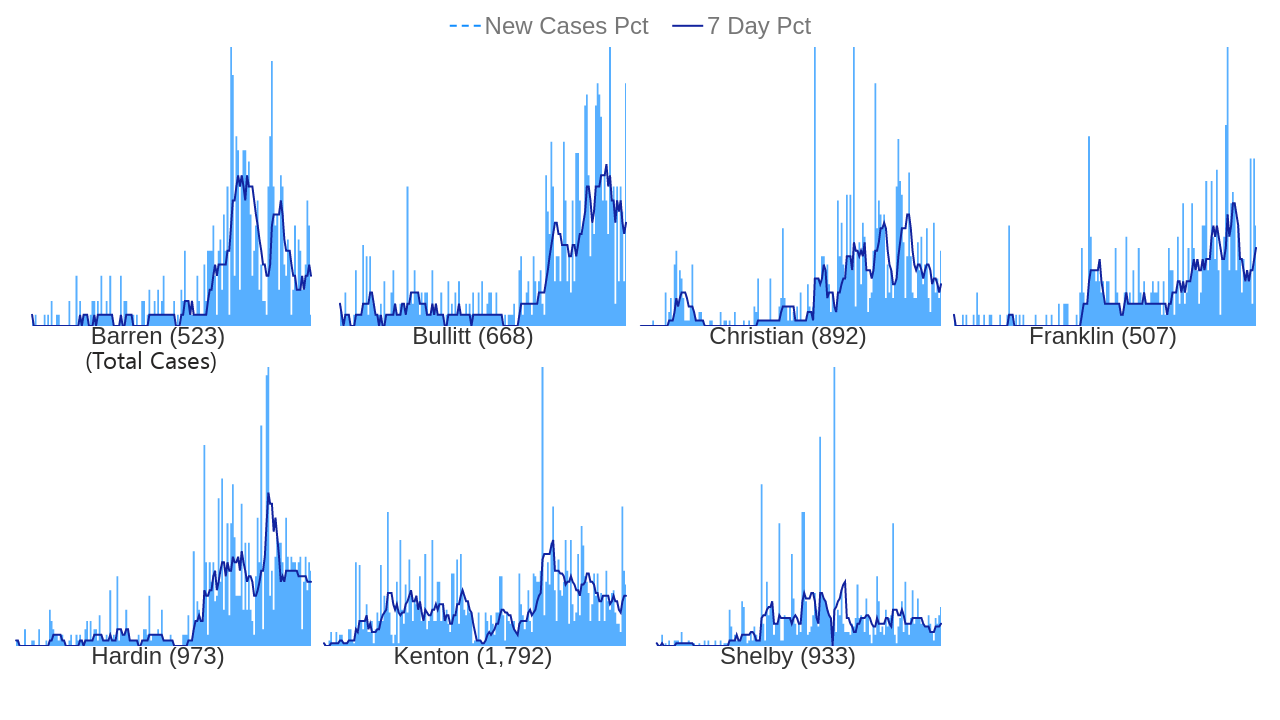 New Cases Pct 7 Day Pct
Barren (523) Bullitt (668) Christian (892) Franklin (507)
(Total Cases)
Hardin (973) Kenton (1,792) Shelby (933)